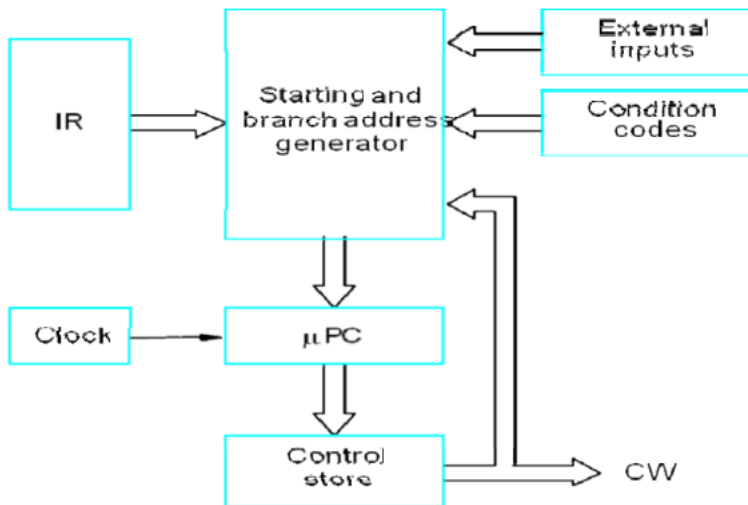 External
inputs
IR
Starting and
branch address
generator
Condition
codes
Clock
μPC
Control
store
CW